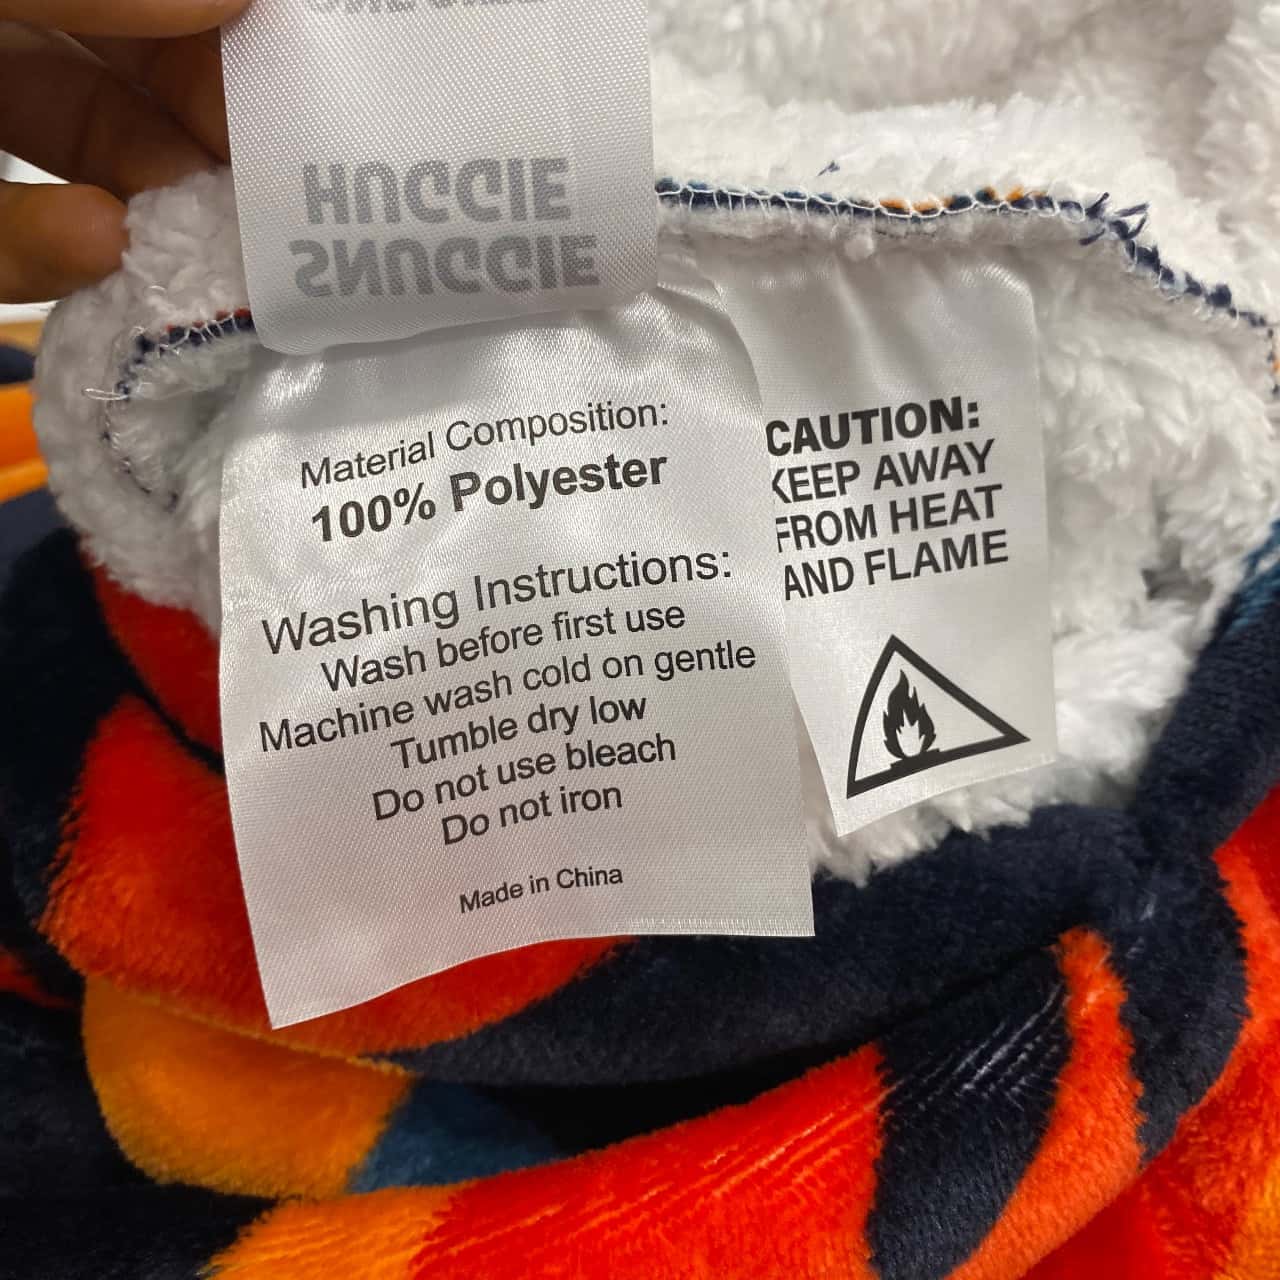 HUGGIE
SNUGGIE
Material Composition:
100% Polyester
Washing Instructions:
Wash before first use
Machine wash cold on gentle
Tumble dry low
Do not use bleach
Do not iron
Made in China
CAUTION:
KEEP AWAY
FROM HEAT
AND FLAME